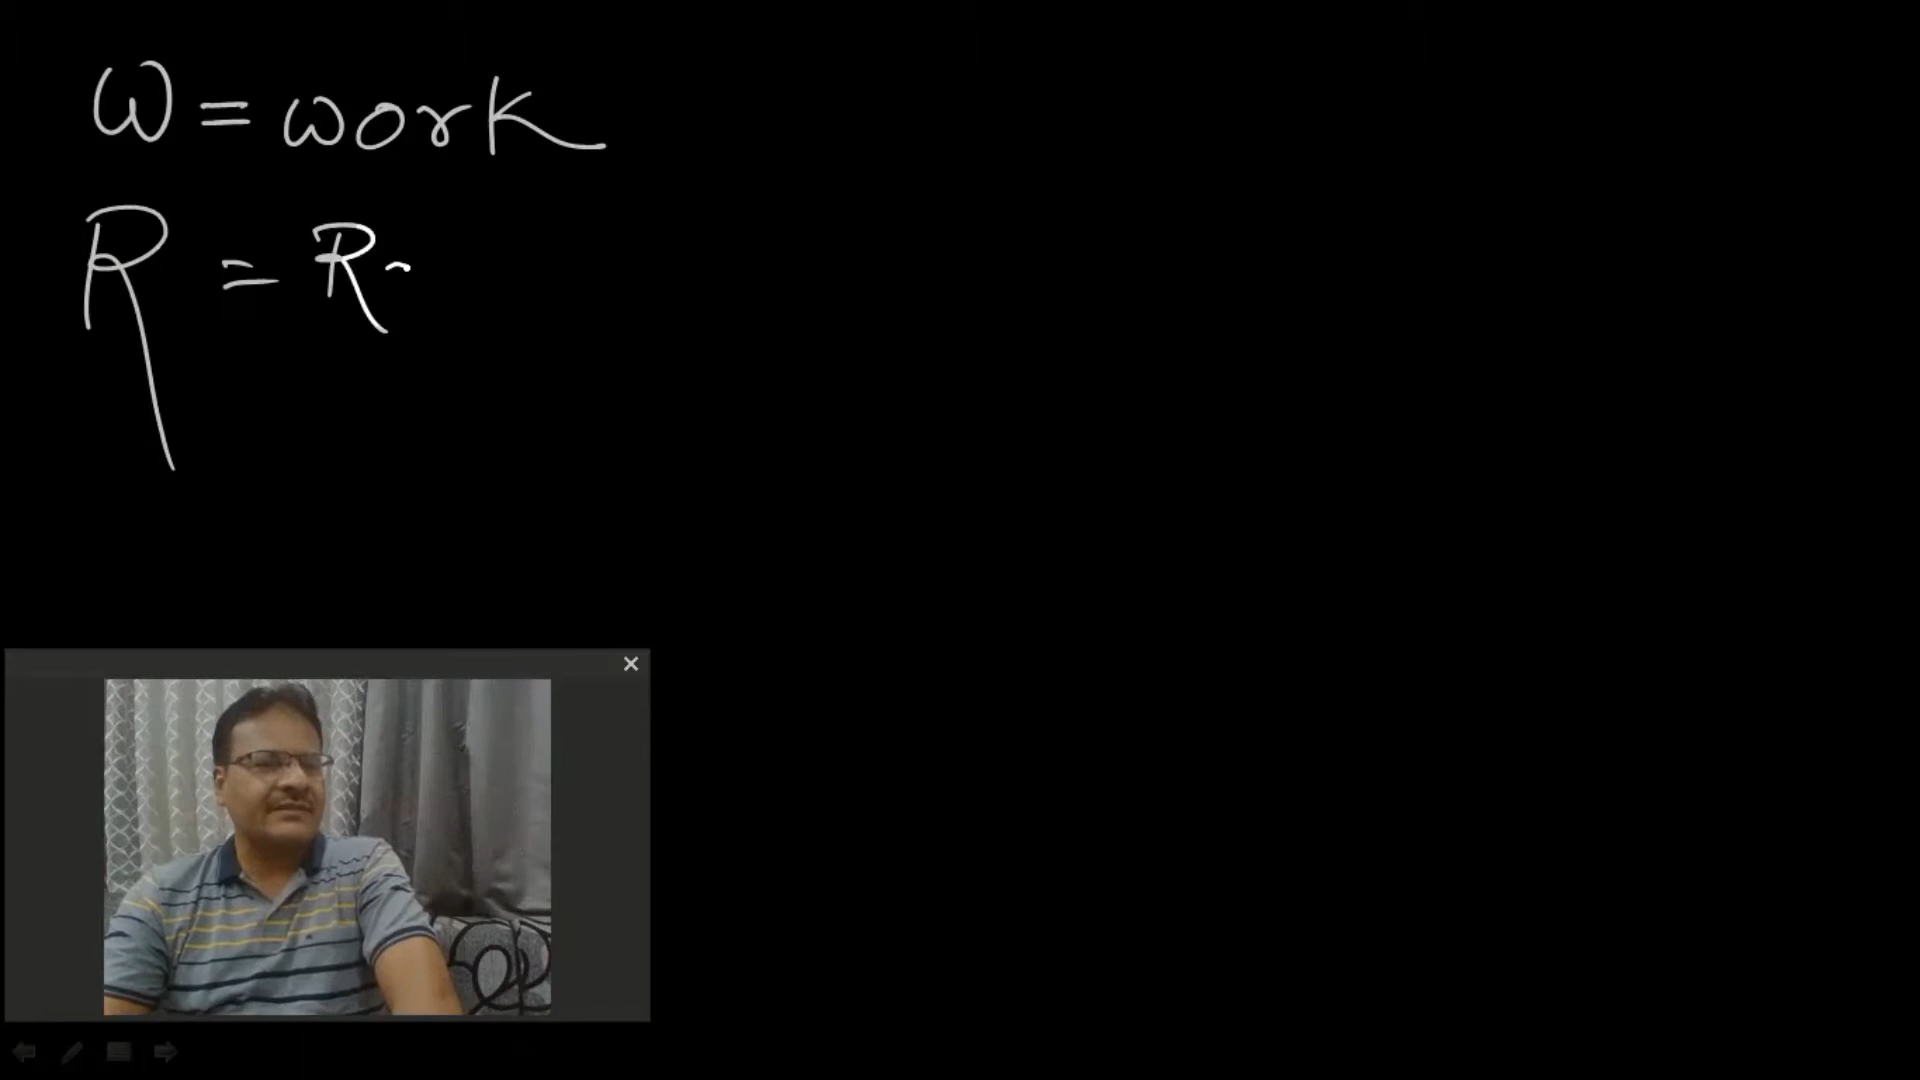 W = work
R = R